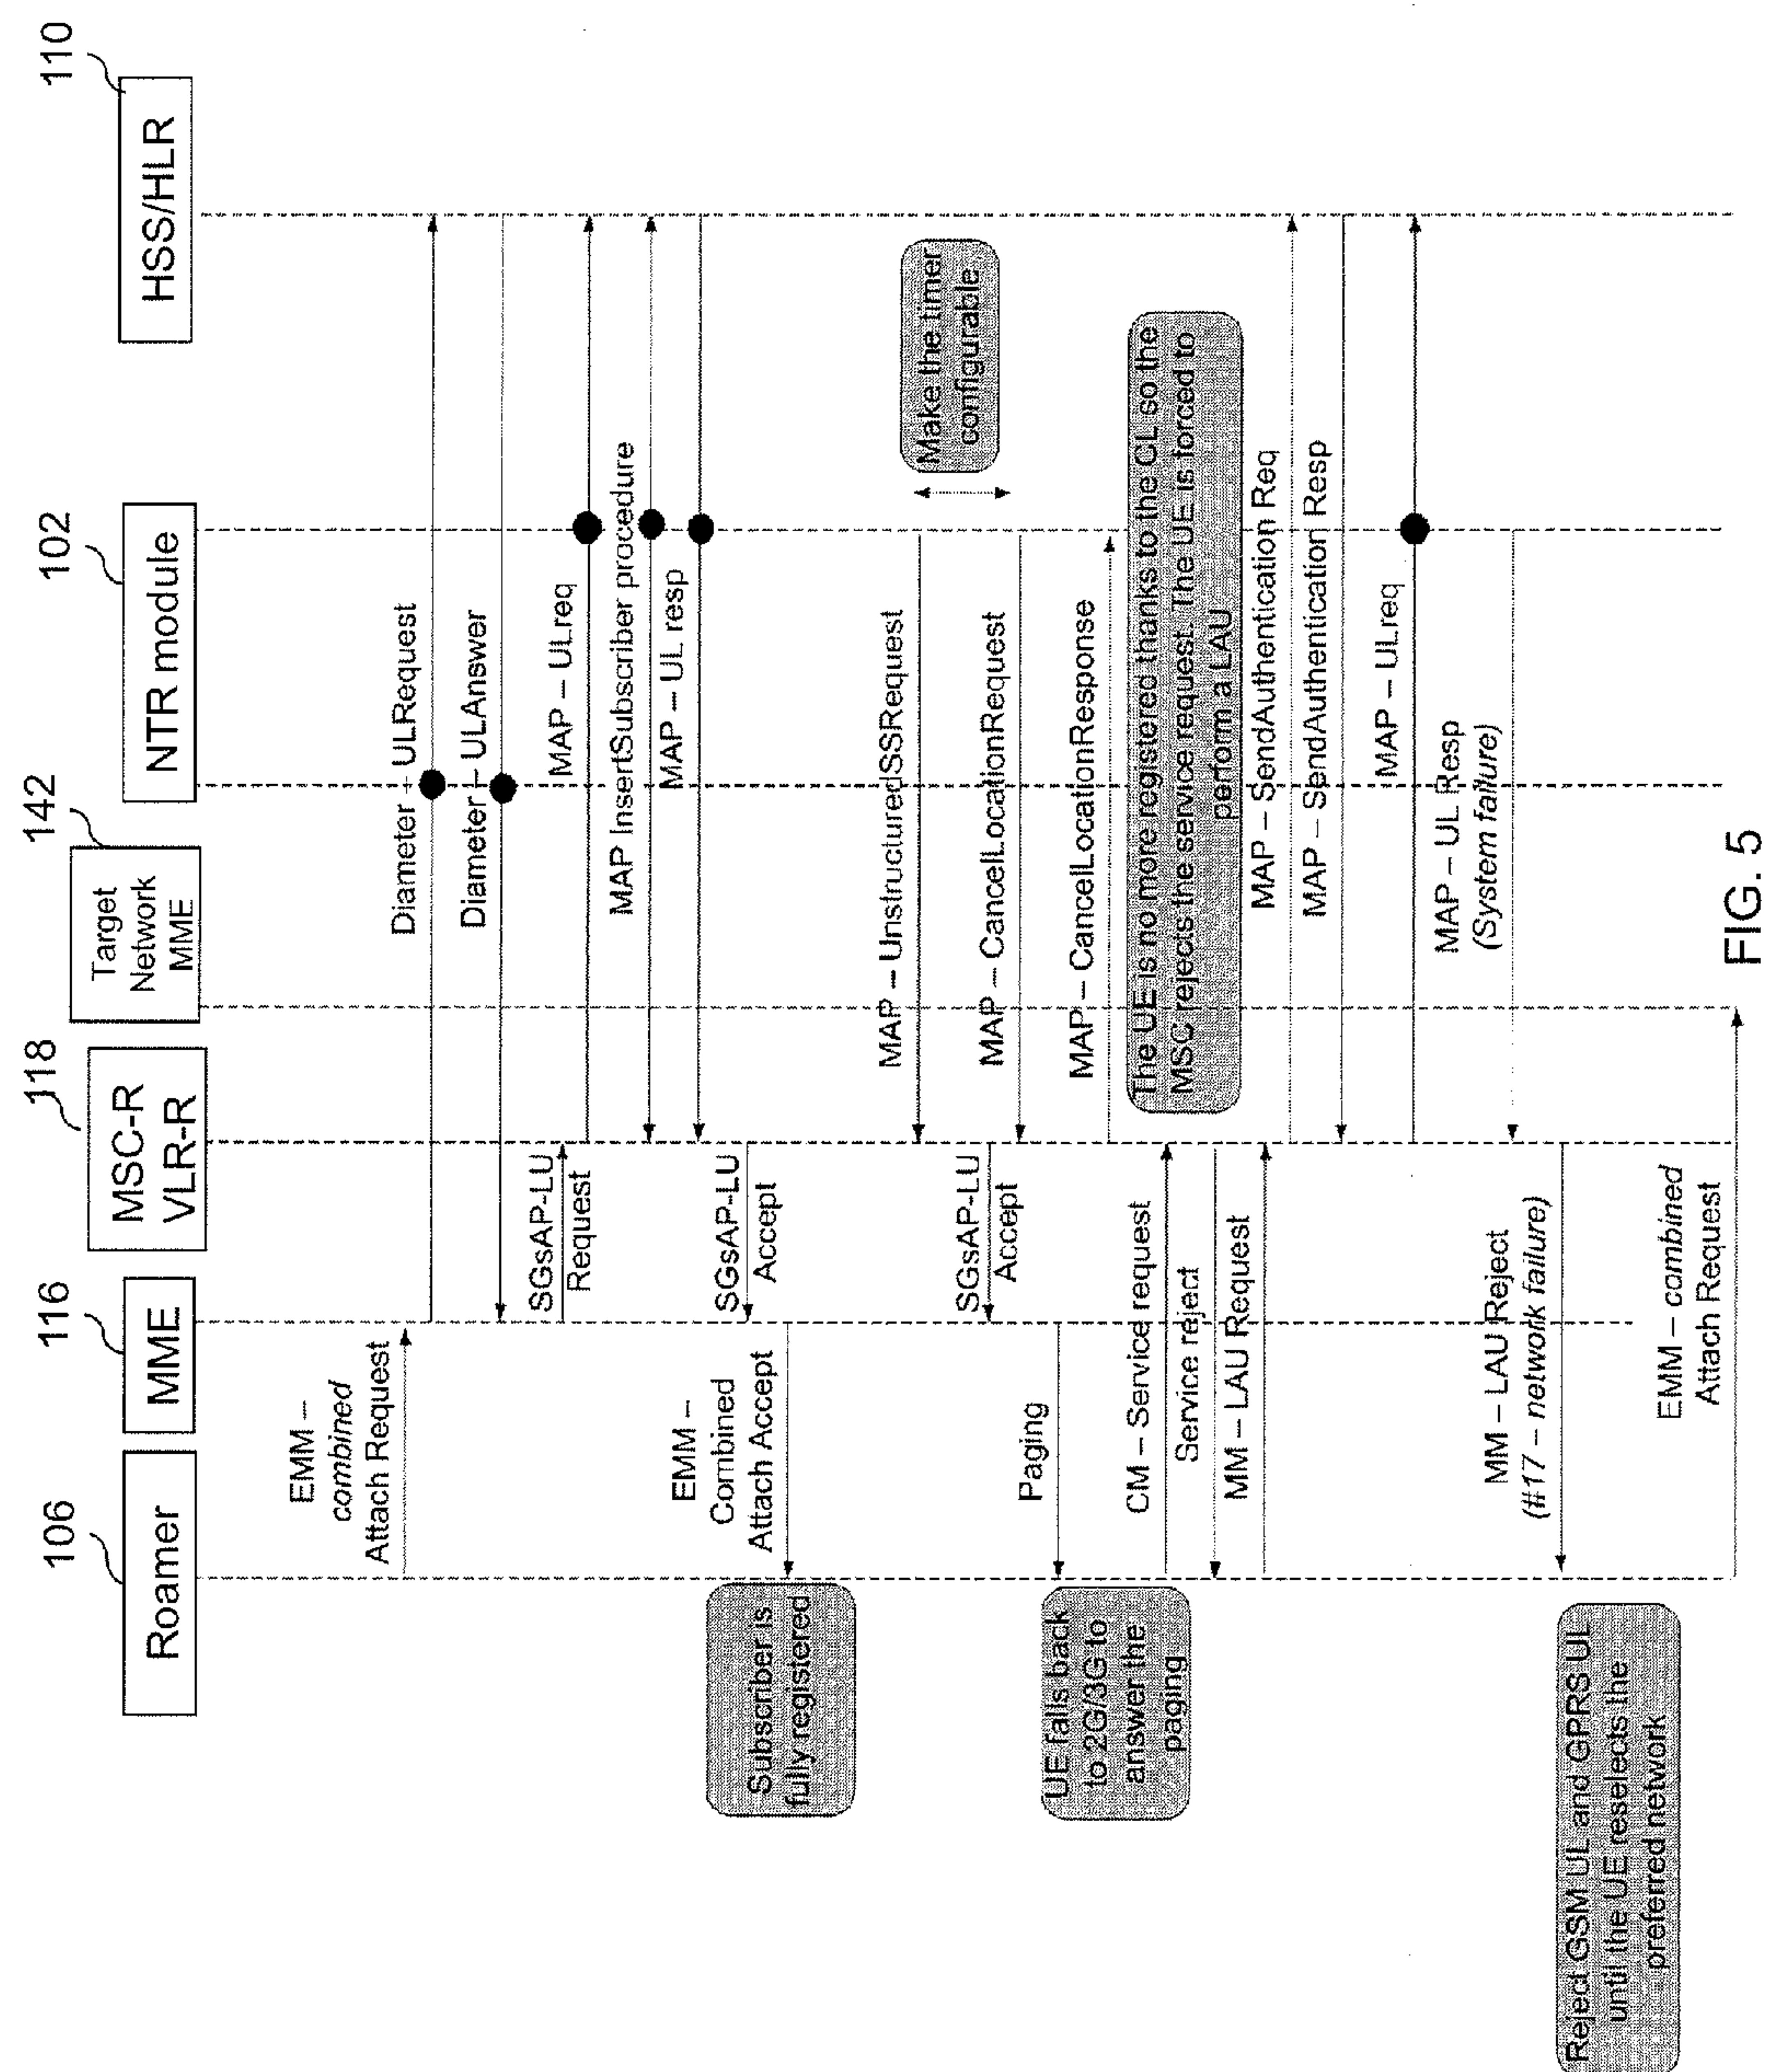 106
Roamer
116
MME
118
MSC-R
VLR-R
142
Target
Network
MME
102
NTR module
110
HSS/HLR
EMM –
combined
Attach Request
Diameter – ULRequest
Diameter – ULAnswer
SGsAP-LU
Request
MAP – ULreq
MAP InsertSubscriber procedure
MAP – UL resp
SGsAP-LU
Accept
EMM –
Combined
Attach Accept
Subscriber is
fully registered
MAP – UnstructuredSSRequest
Make the timer
configurable
SGsAP-LU
Accept
MAP – CancelLocationRequest
Paging
UE falls back
to 2G/3G to
answer the
paging
MAP – CancelLocationResponse
The UE is no more registered thanks to the CL so the
MSC rejects the service request. The UE is forced to
perform a LAU
CM – Service request
Service reject
MM – LAU Request
MAP – SendAuthentication Req
MAP – SendAuthentication Resp
MAP – ULreq
MAP – UL Resp
(System failure)
MM – LAU Reject
(#17 – network failure)
Reject GSM UL and GPRS UL
until the UE reselects the
preferred network
EMM – combined
Attach Request
FIG. 5